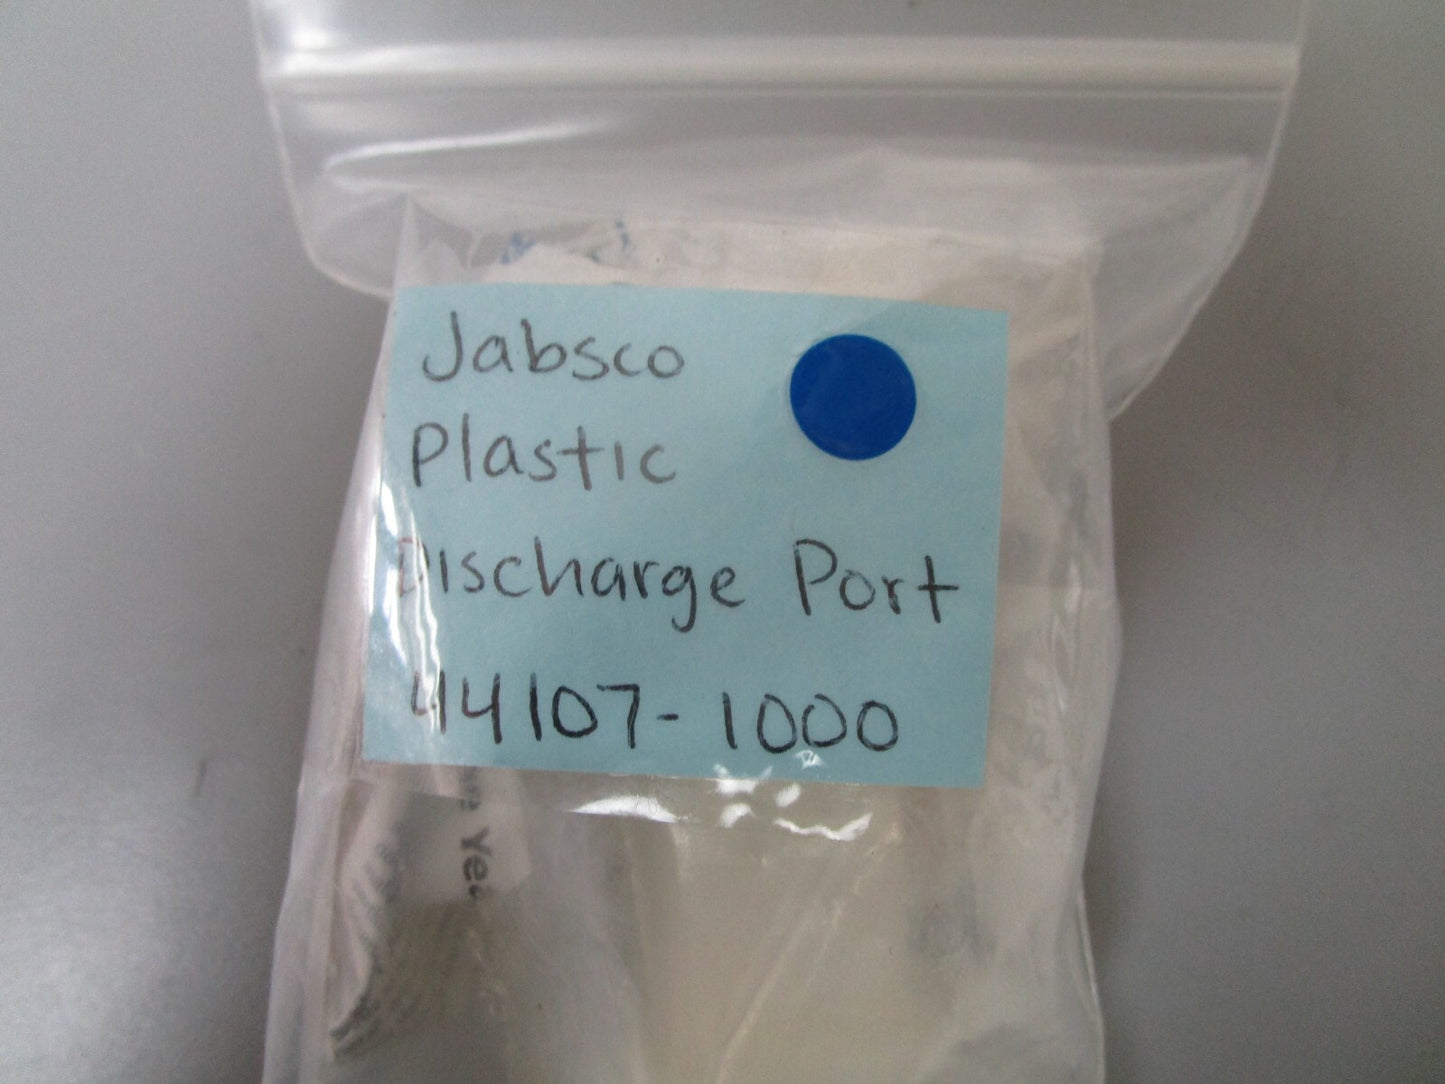 Jabsco
Plastic
Discharge Port
44107-1000